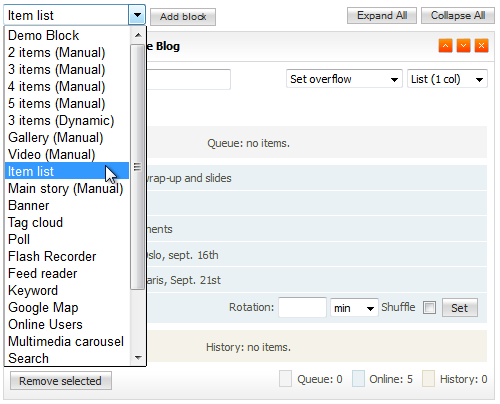 Item list
Add block
Expand All
Collapse All
Demo Block
2 items (Manual)
3 items (Manual)
4 items (Manual)
5 items (Manual)
3 items (Dynamic)
Gallery (Manual)
Video (Manual)
Item list
Main story (Manual)
Banner
Tag cloud
Poll
Flash Recorder
Feed reader
Keyword
Google Map
Online Users
Multimedia carousel
Search
Blog
Set overflow
List (1 col)
Queue: no items.
wrap-up and slides
sept. 16th
Sept. 21st
Rotation:
min
Shuffle
Set
History: no items.
Remove selected
Queue: 0
Online: 5
History: 0